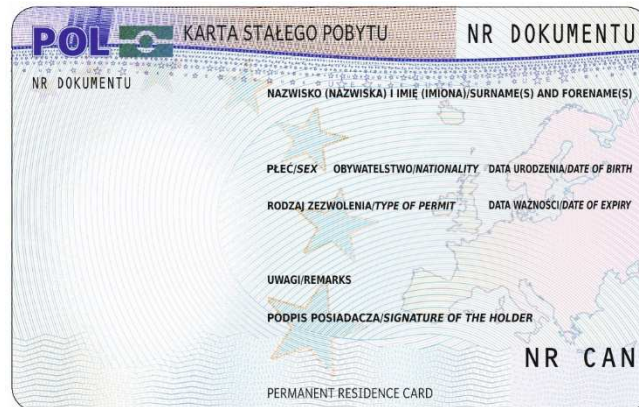 POL KARTA STAŁEGO POBYTU NR DOKUMENTU
NR DOKUMENTU
NAZWISKO (NAZWISKA) I IMIĘ (IMIONA)/SURNAME(S) AND FORENAME(S)
PŁEĆ/SEX OBYWATELSTWO/NATIONALITY DATA URODZENIA/DATE OF BIRTH
RODZAJ ZEZWOLENIA/TYPE OF PERMIT DATA WAŻNOŚCI/DATE OF EXPIRY
UWAGI/REMARKS
PODPIS POSIADACZA/SIGNATURE OF THE HOLDER
NR CAN
PERMANENT RESIDENCE CARD